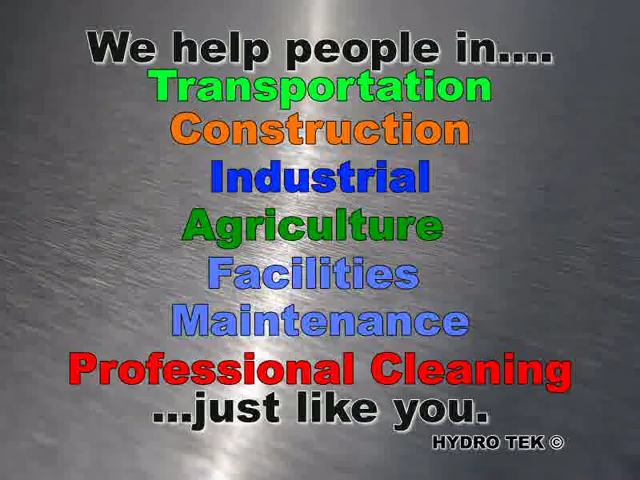 We help people in....
Transportation
Construction
Industrial
Agriculture
Facilities
Maintenance
Professional Cleaning
...just like you.
HYDRO TEK ©